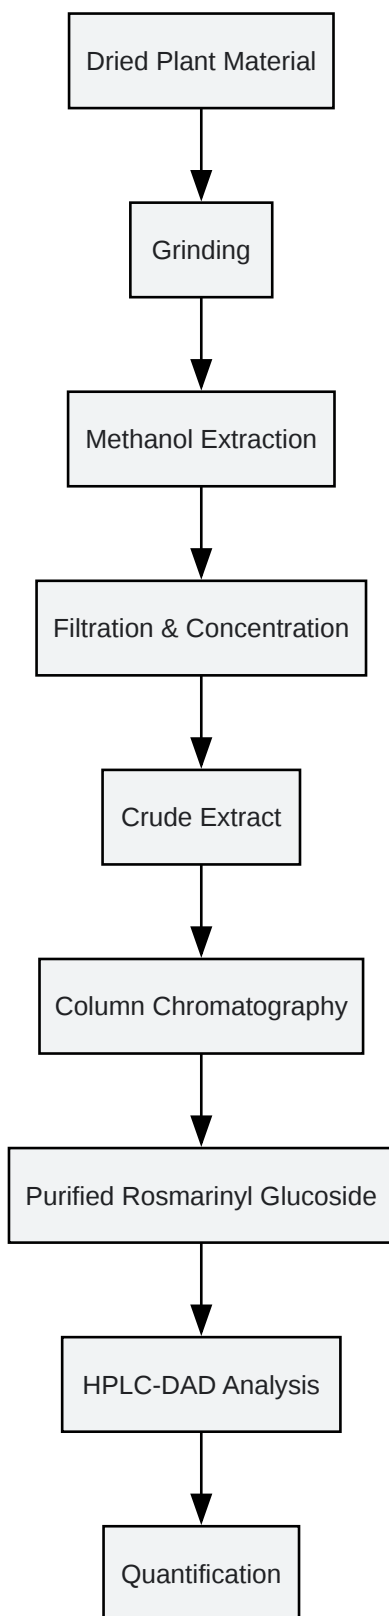 Dried Plant Material
Grinding
Methanol Extraction
Filtration & Concentration
Crude Extract
Column Chromatography
Purified Rosmarinyl Glucoside
HPLC-DAD Analysis
Quantification